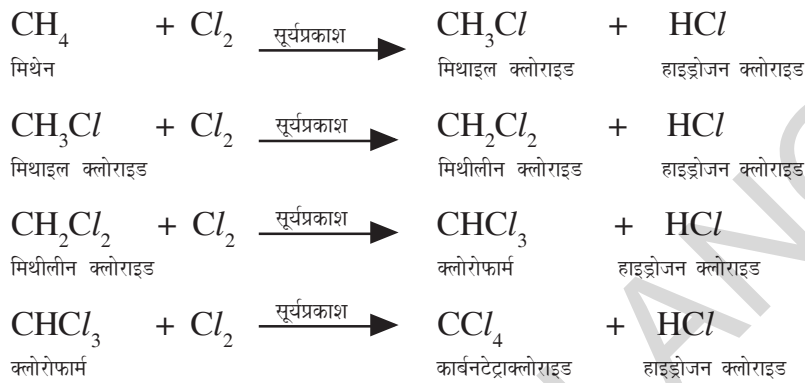 CH₄ + Cl₂ सूर्यप्रकाश CH₃Cl + HCl
मिथेन मिथाइल क्लोराइड हाइड्रोजन क्लोराइड
CH₃Cl + Cl₂ सूर्यप्रकाश CH₂Cl₂ + HCl
मिथाइल क्लोराइड मिथीलीन क्लोराइड हाइड्रोजन क्लोराइड
CH₂Cl₂ + Cl₂ सूर्यप्रकाश CHCl₃ + HCl
मिथीलीन क्लोराइड क्लोरोफार्म हाइड्रोजन क्लोराइड
CHCl₃ + Cl₂ सूर्यप्रकाश CCl₄ + HCl
क्लोरोफार्म कार्बनटेट्राक्लोराइड हाइड्रोजन क्लोराइड